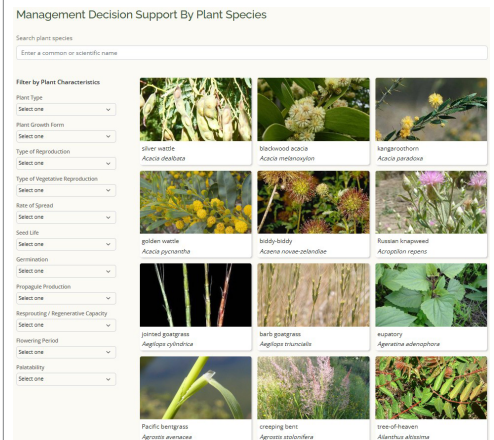 Management Decision Support By Plant Species
Search plant species
Enter a common or scientific name
Filter by Plant Characteristics
Plant Type
Select one
Plant Growth Form
Select one
Type of Reproduction
Select one
Type of Vegetative Reproduction
Select one
Rate of Spread
Select one
Seed Life
Select one
Germination
Select one
Propagule Production
Select one
Resprouting / Regenerative Capacity
Select one
Flowering Period
Select one
Palatability
Select one
silver wattle
Acacia dealbata
blackwood acacia
Acacia melanoxylon
kangaroothorn
Acacia paradoxa
golden wattle
Acacia pycnantha
biddy-biddy
Acaena novae-zelandiae
Russian knapweed
Acroptilon repens
jointed goatgrass
Aegilops cylindrica
barb goatgrass
Aegilops triuncialis
eupatory
Ageratina adenophora
Pacific bentgrass
Agrostis avenacea
creeping bent
Agrostis stolonifera
tree-of-heaven
Ailanthus altissima